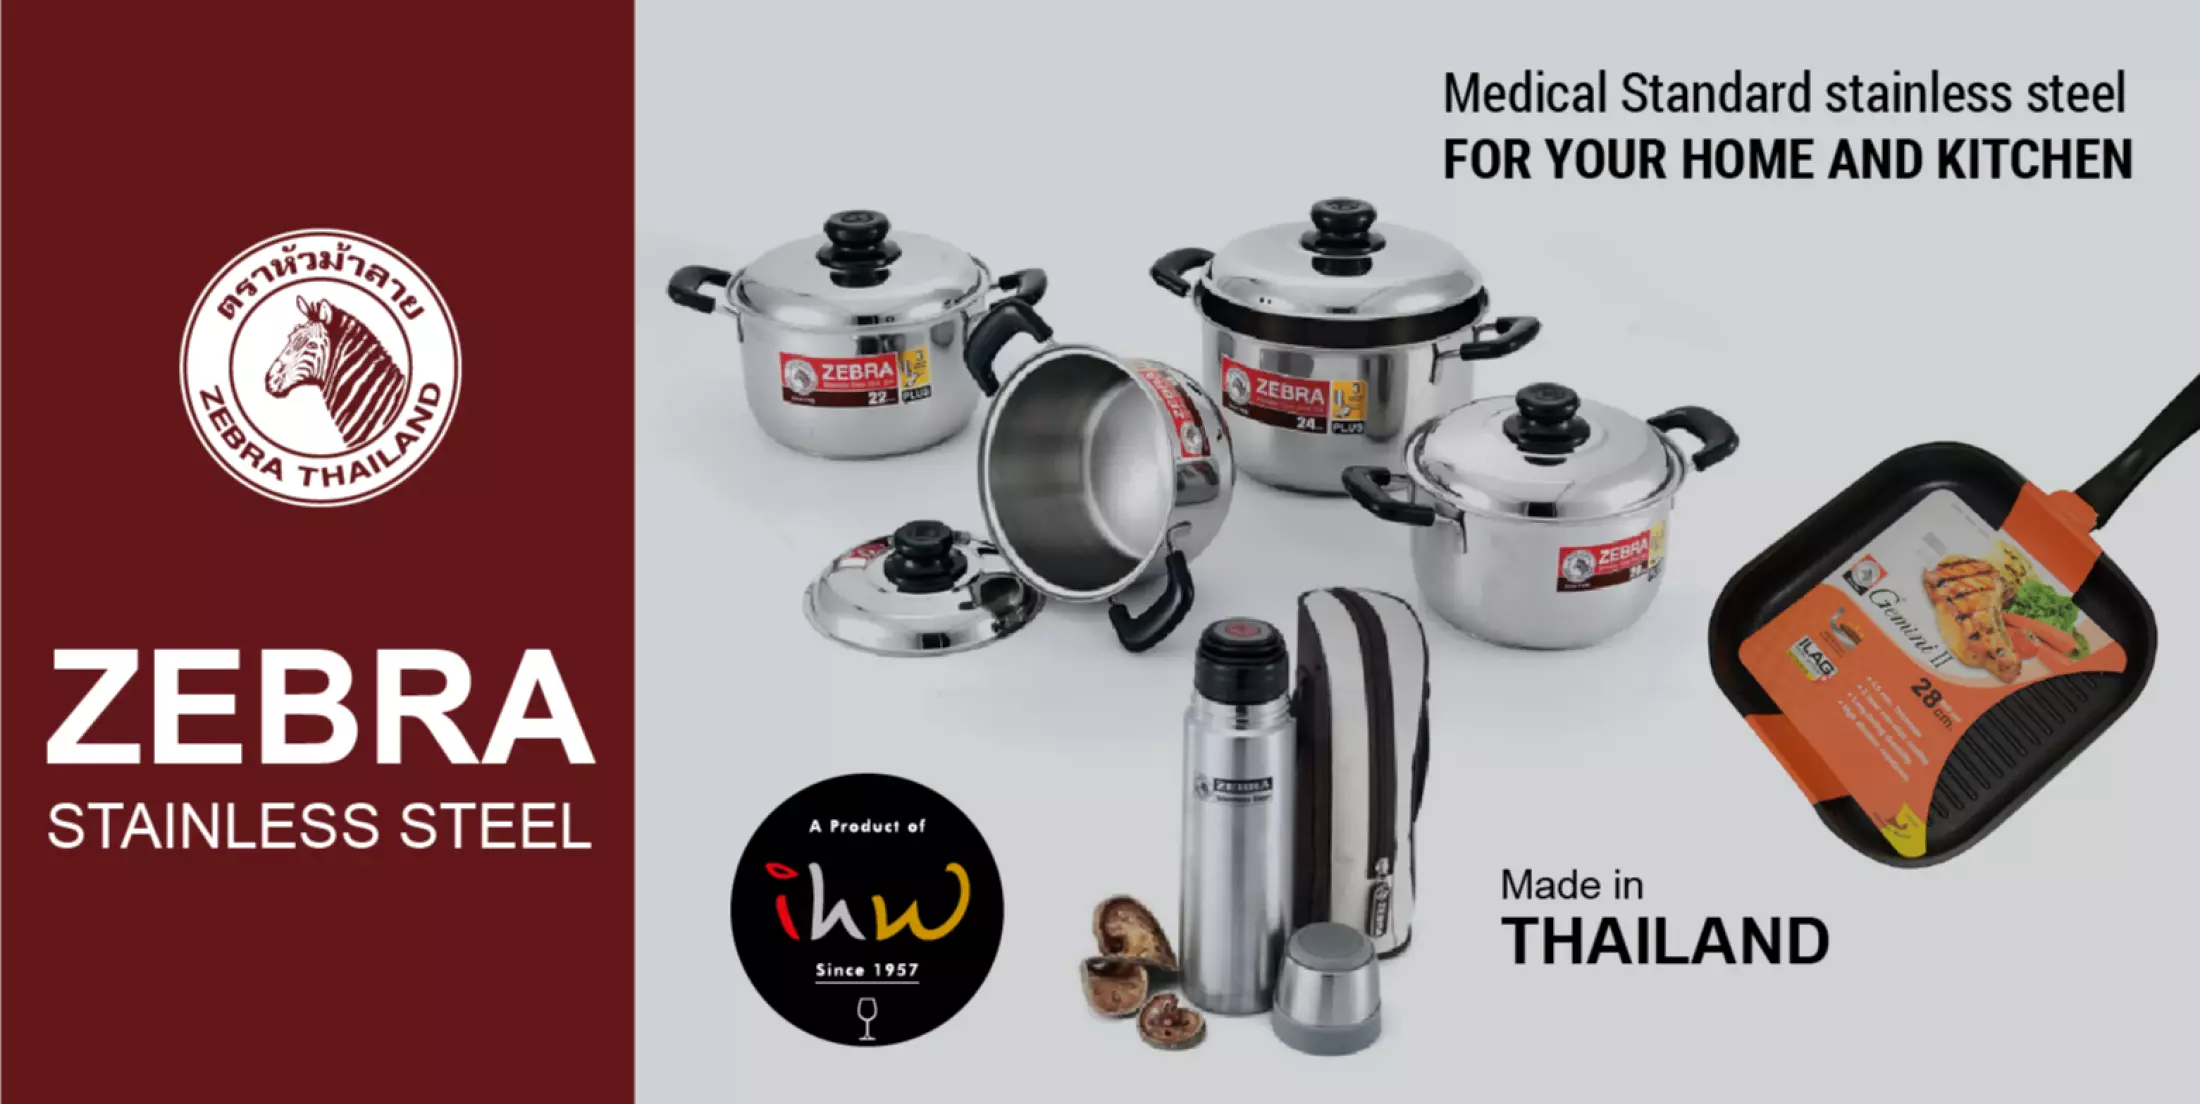 ตราหัวม้าลาย
ZEBRA THAILAND
ZEBRA
STAINLESS STEEL
Medical Standard stainless steel
FOR YOUR HOME AND KITCHEN
ZEBRA
22
PLUS
ZEBRA
24
PLUS
ZEBRA
ZEBRA
Gemini II
ILAG
28
cm.
ZEBRA
ZEBRA
A Product of
ihw
Since 1957
Made in
THAILAND